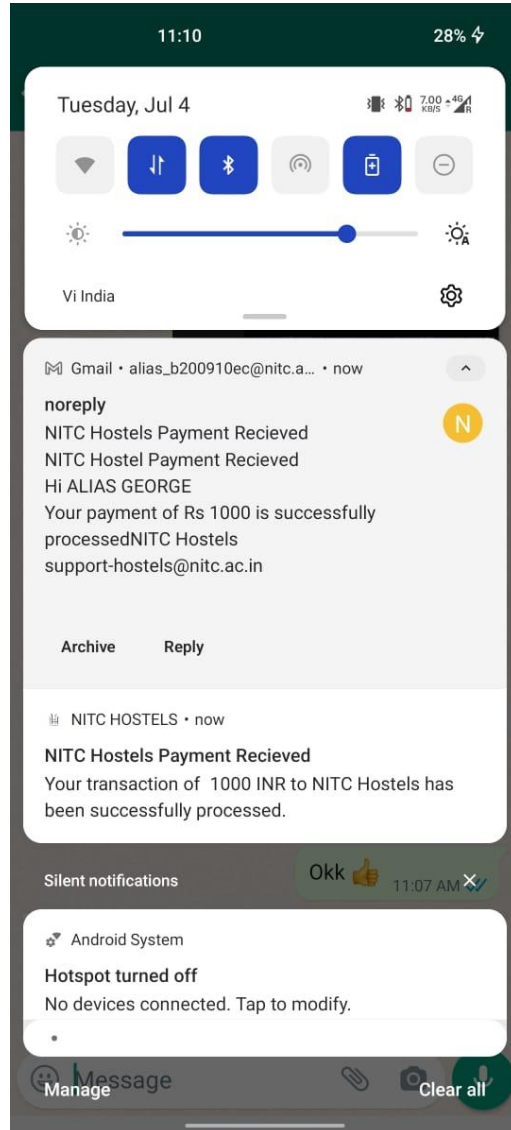 11:10
28%
Tuesday, Jul 4
7.00
KB/S
4G
R
A
Vi India
Gmail • alias_b200910ec@nitc.a... • now
noreply
N
NITC Hostels Payment Recieved
NITC Hostel Payment Recieved
Hi ALIAS GEORGE
Your payment of Rs 1000 is successfully
processedNITC Hostels
support-hostels@nitc.ac.in
Archive Reply
NITC HOSTELS • now
NITC Hostels Payment Recieved
Your transaction of 1000 INR to NITC Hostels has
been successfully processed.
Okk 👍
Silent notifications
11:07 AM
Android System
Hotspot turned off
No devices connected. Tap to modify.
Message
Manage
Clear all